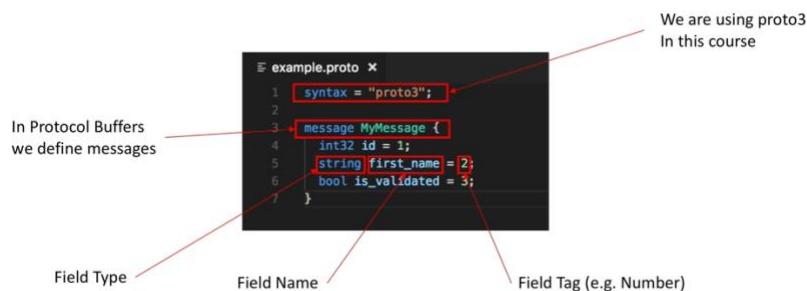 We are using proto3
In this course
example.proto ×
1 syntax = "proto3";
2
3 message MyMessage {
4 int32 id = 1;
5 string first_name = 2;
6 bool is_validated = 3;
7 }
In Protocol Buffers
we define messages
Field Type
Field Name
Field Tag (e.g. Number)